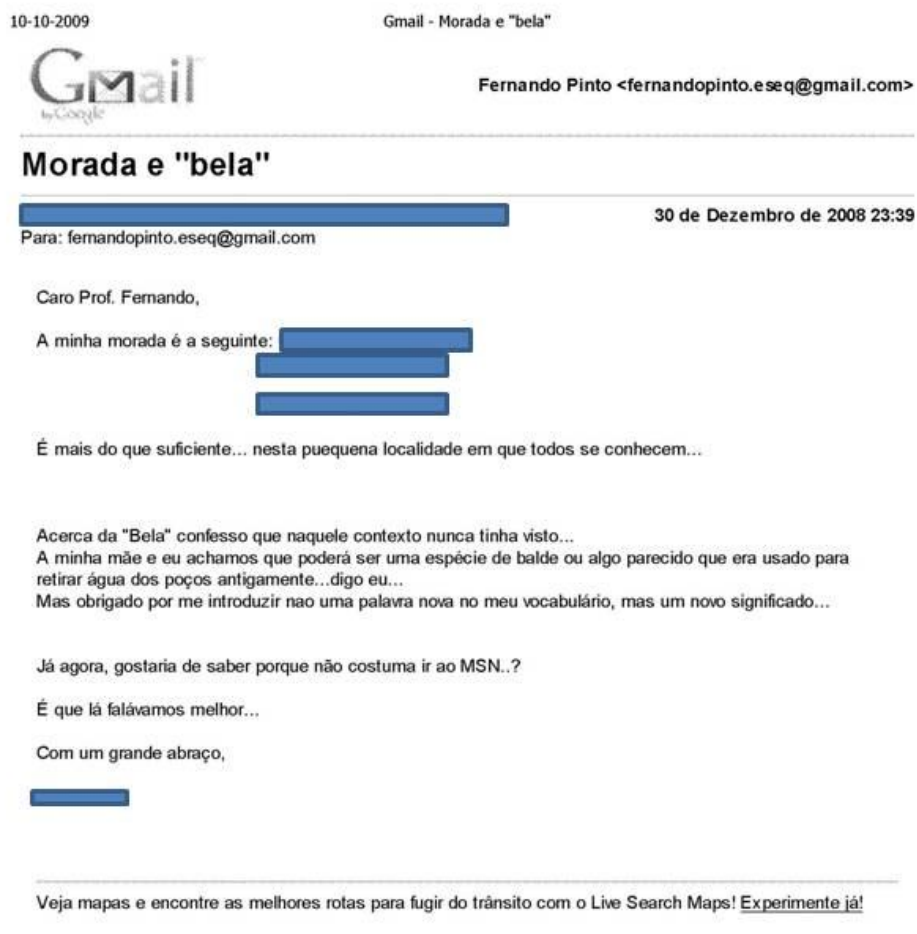 10-10-2009 Gmail - Morada e "bela"
Gmail
by Google
Fernando Pinto <fernandopinto.eseq@gmail.com>
Morada e "bela"
30 de Dezembro de 2008 23:39
Para: fernandopinto.eseq@gmail.com
Caro Prof. Fernando,
A minha morada é a seguinte:
É mais do que suficiente... nesta puequena localidade em que todos se conhecem...
Acerca da "Bela" confesso que naquele contexto nunca tinha visto...
A minha mãe e eu achamos que poderá ser uma espécie de balde ou algo parecido que era usado para
retirar água dos poços antigamente...digo eu...
Mas obrigado por me introduzir nao uma palavra nova no meu vocabulário, mas um novo significado...
Já agora, gostaria de saber porque não costuma ir ao MSN..?
É que lá falávamos melhor...
Com um grande abraço,
Veja mapas e encontre as melhores rotas para fugir do trânsito com o Live Search Maps! Experimente já!